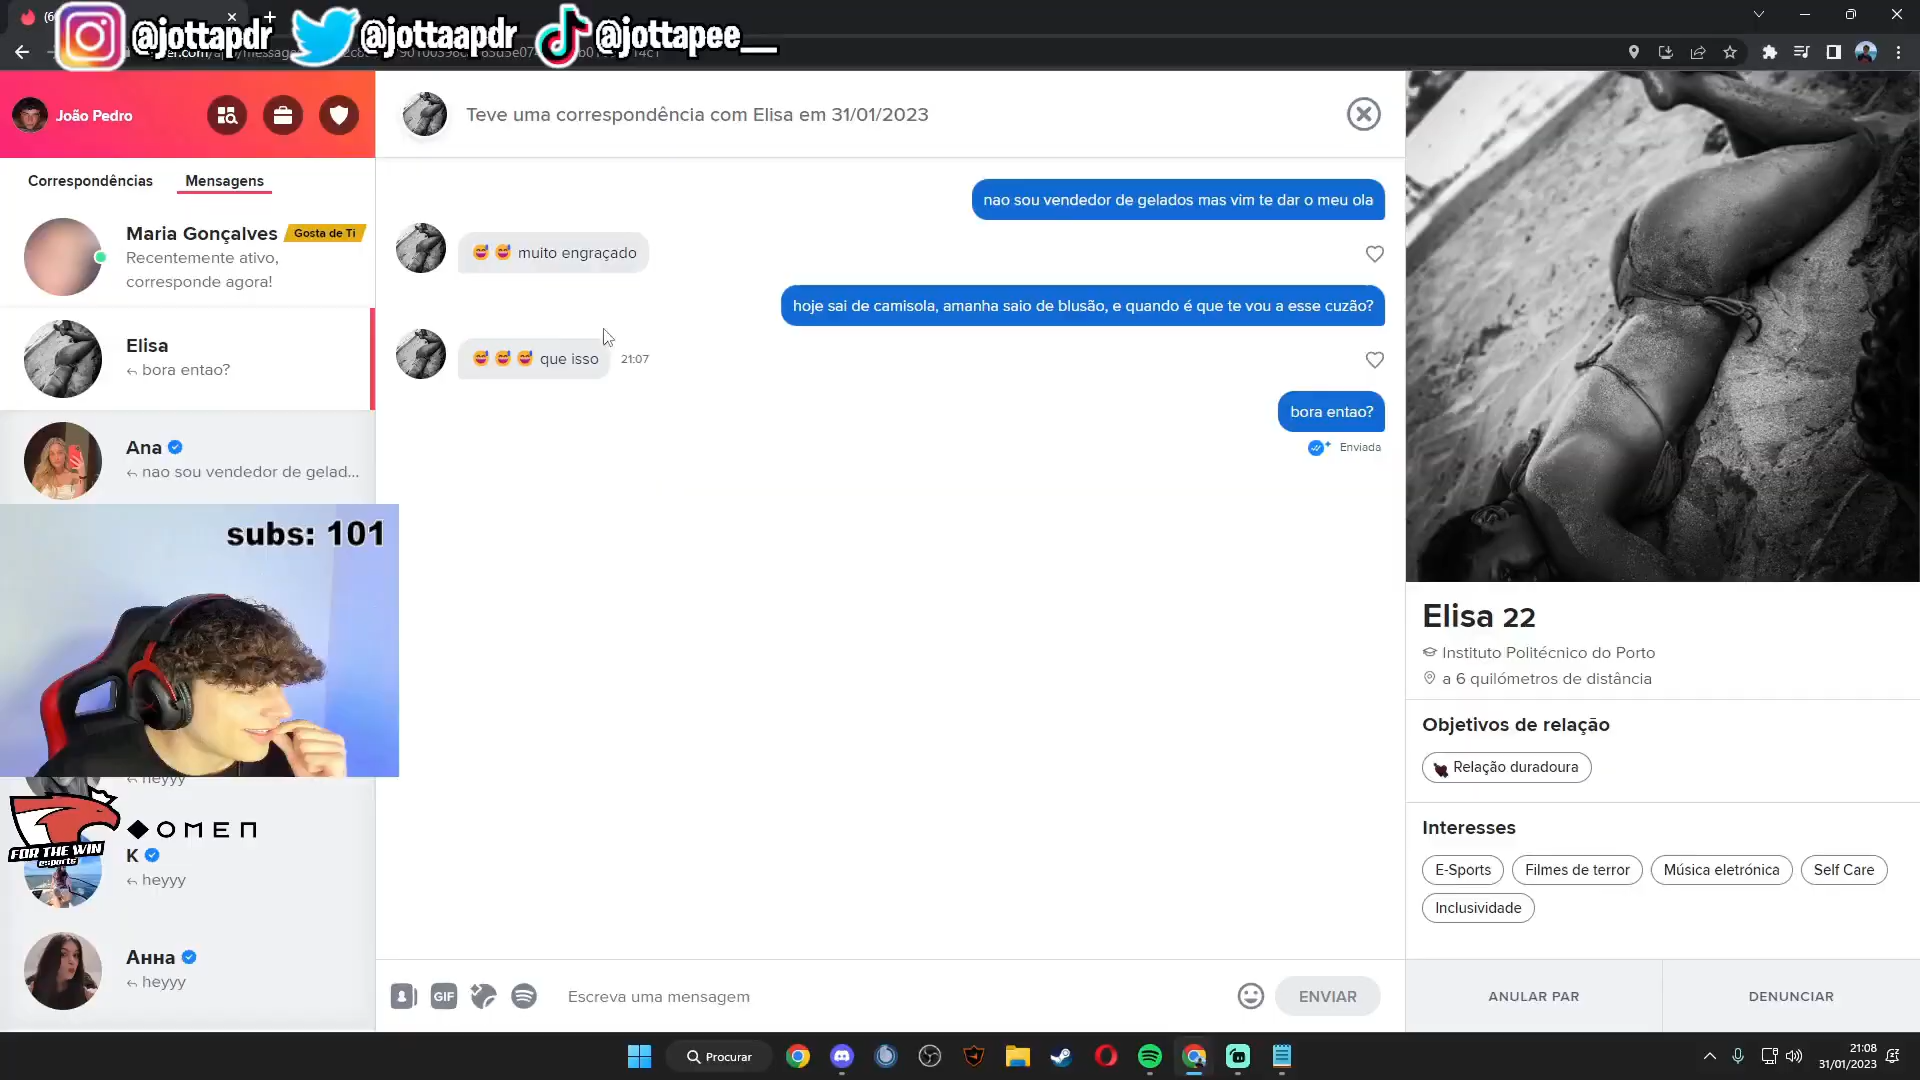 @jottapdr
@jottaapdr
@jottapee__
João Pedro
Teve uma correspondência com Elisa em 31/01/2023
Correspondências
Mensagens
Maria Gonçalves
Gosta de Ti
Recentemente ativo,
corresponde agora!
Elisa
bora entao?
Ana
nao sou vendedor de gelad...
subs: 101
heyyy
OMEN
FOR THE WIN
esports
K
heyyy
Анна
heyyy
nao sou vendedor de gelados mas vim te dar o meu ola
😅 😅 muito engraçado
hoje sai de camisola, amanha saio de blusão, e quando é que te vou a esse cuzão?
😅 😅 😅 que isso
21:07
bora entao?
Enviada
GIF
Escreva uma mensagem
ENVIAR
Elisa 22
Instituto Politécnico do Porto
a 6 quilómetros de distância
Objetivos de relação
Relação duradoura
Interesses
E-Sports
Filmes de terror
Música eletrónica
Self Care
Inclusividade
ANULAR PAR
DENUNCIAR
Procurar
21:08
31/01/2023